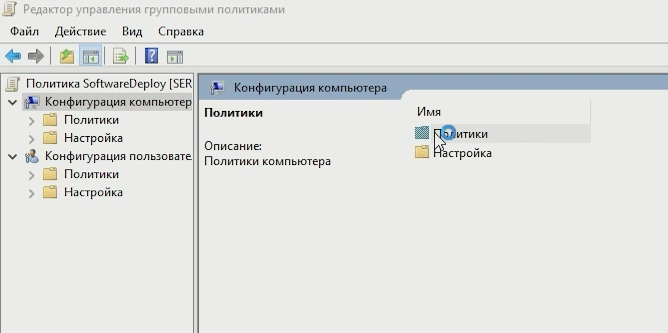 Редактор управления групповыми политиками
Файл Действие Вид Справка
Политика SoftwareDeploy [SER
Конфигурация компьютер
Политики
Настройка
Конфигурация пользовате
Политики
Настройка
Конфигурация компьютера
Политики
Описание:
Политики компьютера
Имя
Политики
Настройка